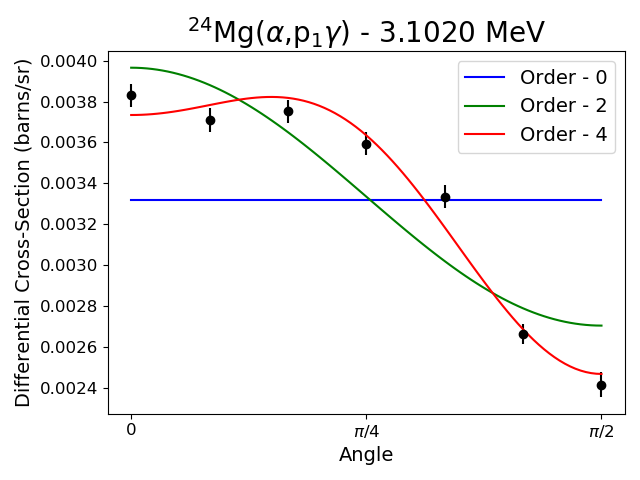 ²⁴Mg(α,p₁γ) - 3.1020 MeV
Differential Cross-Section (barns/sr)
0.0040
0.0038
0.0036
0.0034
0.0032
0.0030
0.0028
0.0026
0.0024
Order - 0
Order - 2
Order - 4
0 π/4 π/2
Angle